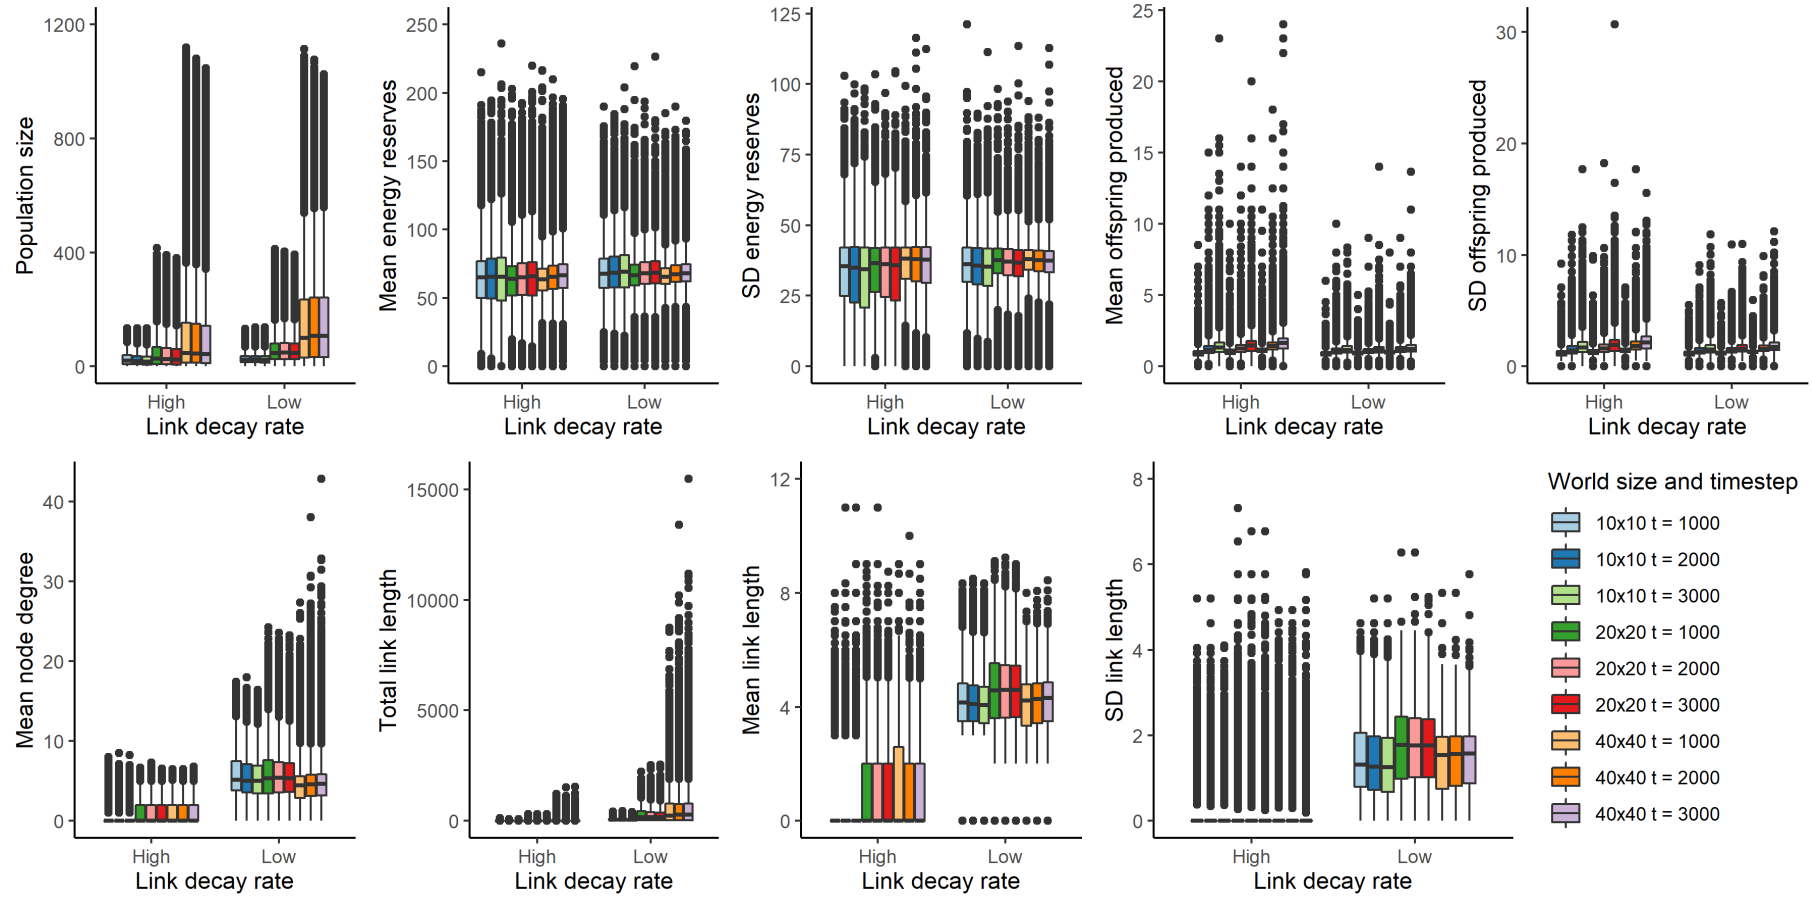 Population size
1200
800
400
0
High
Low
Link decay rate
Mean energy reserves
250
200
150
100
50
0
High
Low
Link decay rate
SD energy reserves
125
100
75
50
25
0
High
Low
Link decay rate
Mean offspring produced
25
20
15
10
5
0
High
Low
Link decay rate
SD offspring produced
30
20
10
0
High
Low
Link decay rate
Mean node degree
40
30
20
10
0
High
Low
Link decay rate
Total link length
15000
10000
5000
0
High
Low
Link decay rate
Mean link length
12
8
4
0
High
Low
Link decay rate
SD link length
8
6
4
2
0
High
Low
Link decay rate
World size and timestep
10x10 t = 1000
10x10 t = 2000
10x10 t = 3000
20x20 t = 1000
20x20 t = 2000
20x20 t = 3000
40x40 t = 1000
40x40 t = 2000
40x40 t = 3000